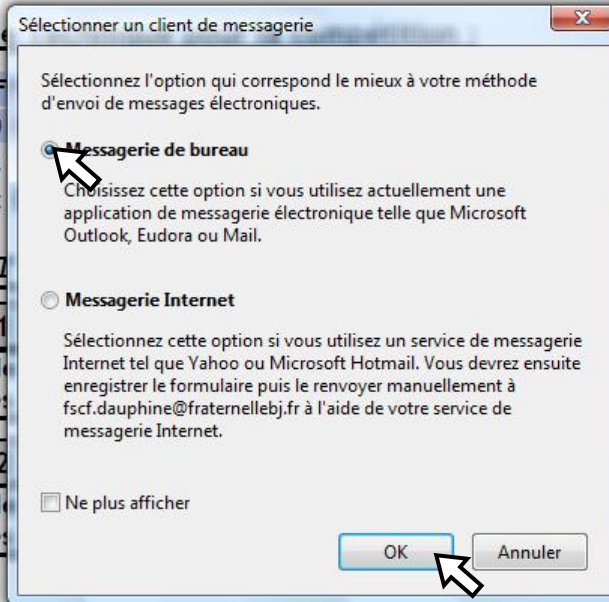 Sélectionner un client de messagerie
Sélectionnez l'option qui correspond le mieux à votre méthode
d'envoi de messages électroniques.
Messagerie de bureau
Choisissez cette option si vous utilisez actuellement une
application de messagerie électronique telle que Microsoft
Outlook, Eudora ou Mail.
Messagerie Internet
Sélectionnez cette option si vous utilisez un service de messagerie
Internet tel que Yahoo ou Microsoft Hotmail. Vous devrez ensuite
enregistrer le formulaire puis le renvoyer manuellement à
fscf.dauphine@fraternellebj.fr à l'aide de votre service de
messagerie Internet.
Ne plus afficher
OK
Annuler